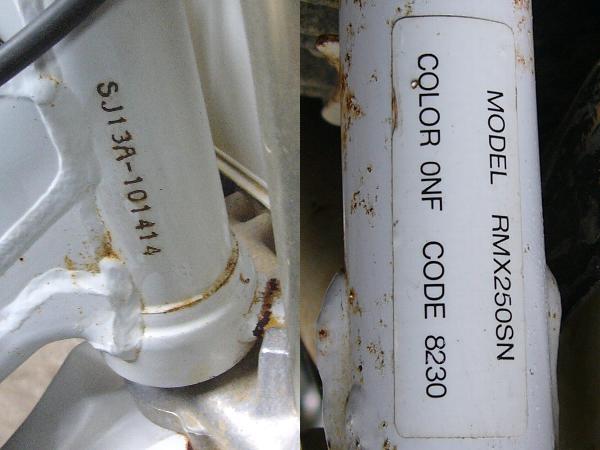 SJ13A-101414
MODEL RMX250SN
COLOR 0NF CODE 8230